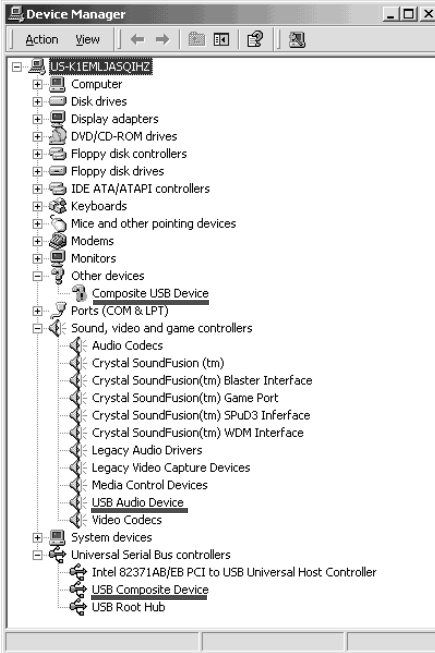 Device Manager
Action View
US-K1EMLJASQIHZ
Computer
Disk drives
Display adapters
DVD/CD-ROM drives
Floppy disk controllers
Floppy disk drives
IDE ATA/ATAPI controllers
Keyboards
Mice and other pointing devices
Modems
Monitors
Other devices
Composite USB Device
Ports (COM & LPT)
Sound, video and game controllers
Audio Codecs
Crystal SoundFusion (tm)
Crystal SoundFusion(tm) Blaster Interface
Crystal SoundFusion(tm) Game Port
Crystal SoundFusion(tm) SPuD3 Inferface
Crystal SoundFusion(tm) WDM Interface
Legacy Audio Drivers
Legacy Video Capture Devices
Media Control Devices
USB Audio Device
Video Codecs
System devices
Universal Serial Bus controllers
Intel 82371AB/EB PCI to USB Universal Host Controller
USB Composite Device
USB Root Hub